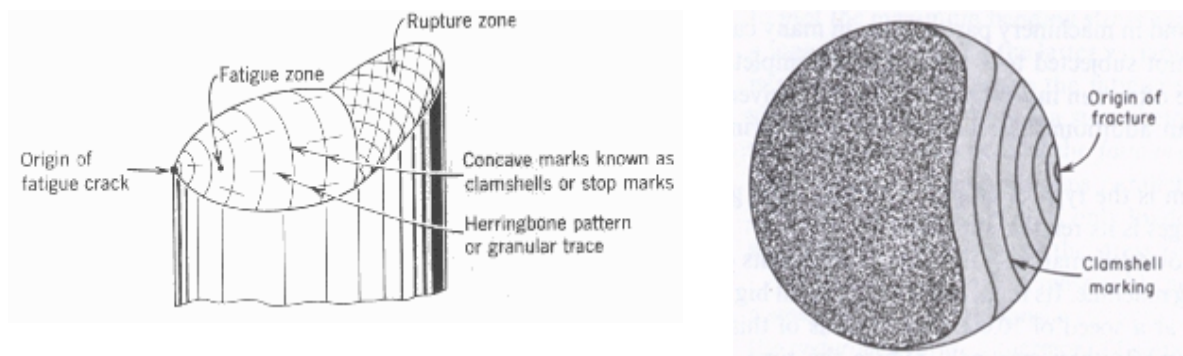 Rupture zone
Fatigue zone
Origin of
fatigue crack
Concave marks known as
clamshells or stop marks
Herringbone pattern
or granular trace
Origin of
fracture
Clamshell
marking